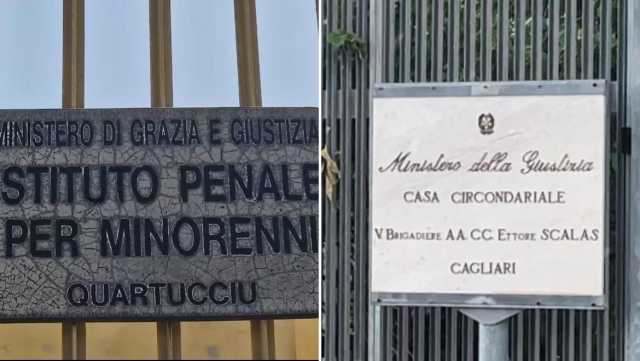 MINISTERO DI GRAZIA E GIUSTIZIA
STITUTO PENALE
PER MINORENNI
QUARTUCCIU
Ministero della Giustizia
CASA CIRCONDARIALE
V. BRIGADIERE AA.CC. ETTORE SCALAS
CAGLIARI